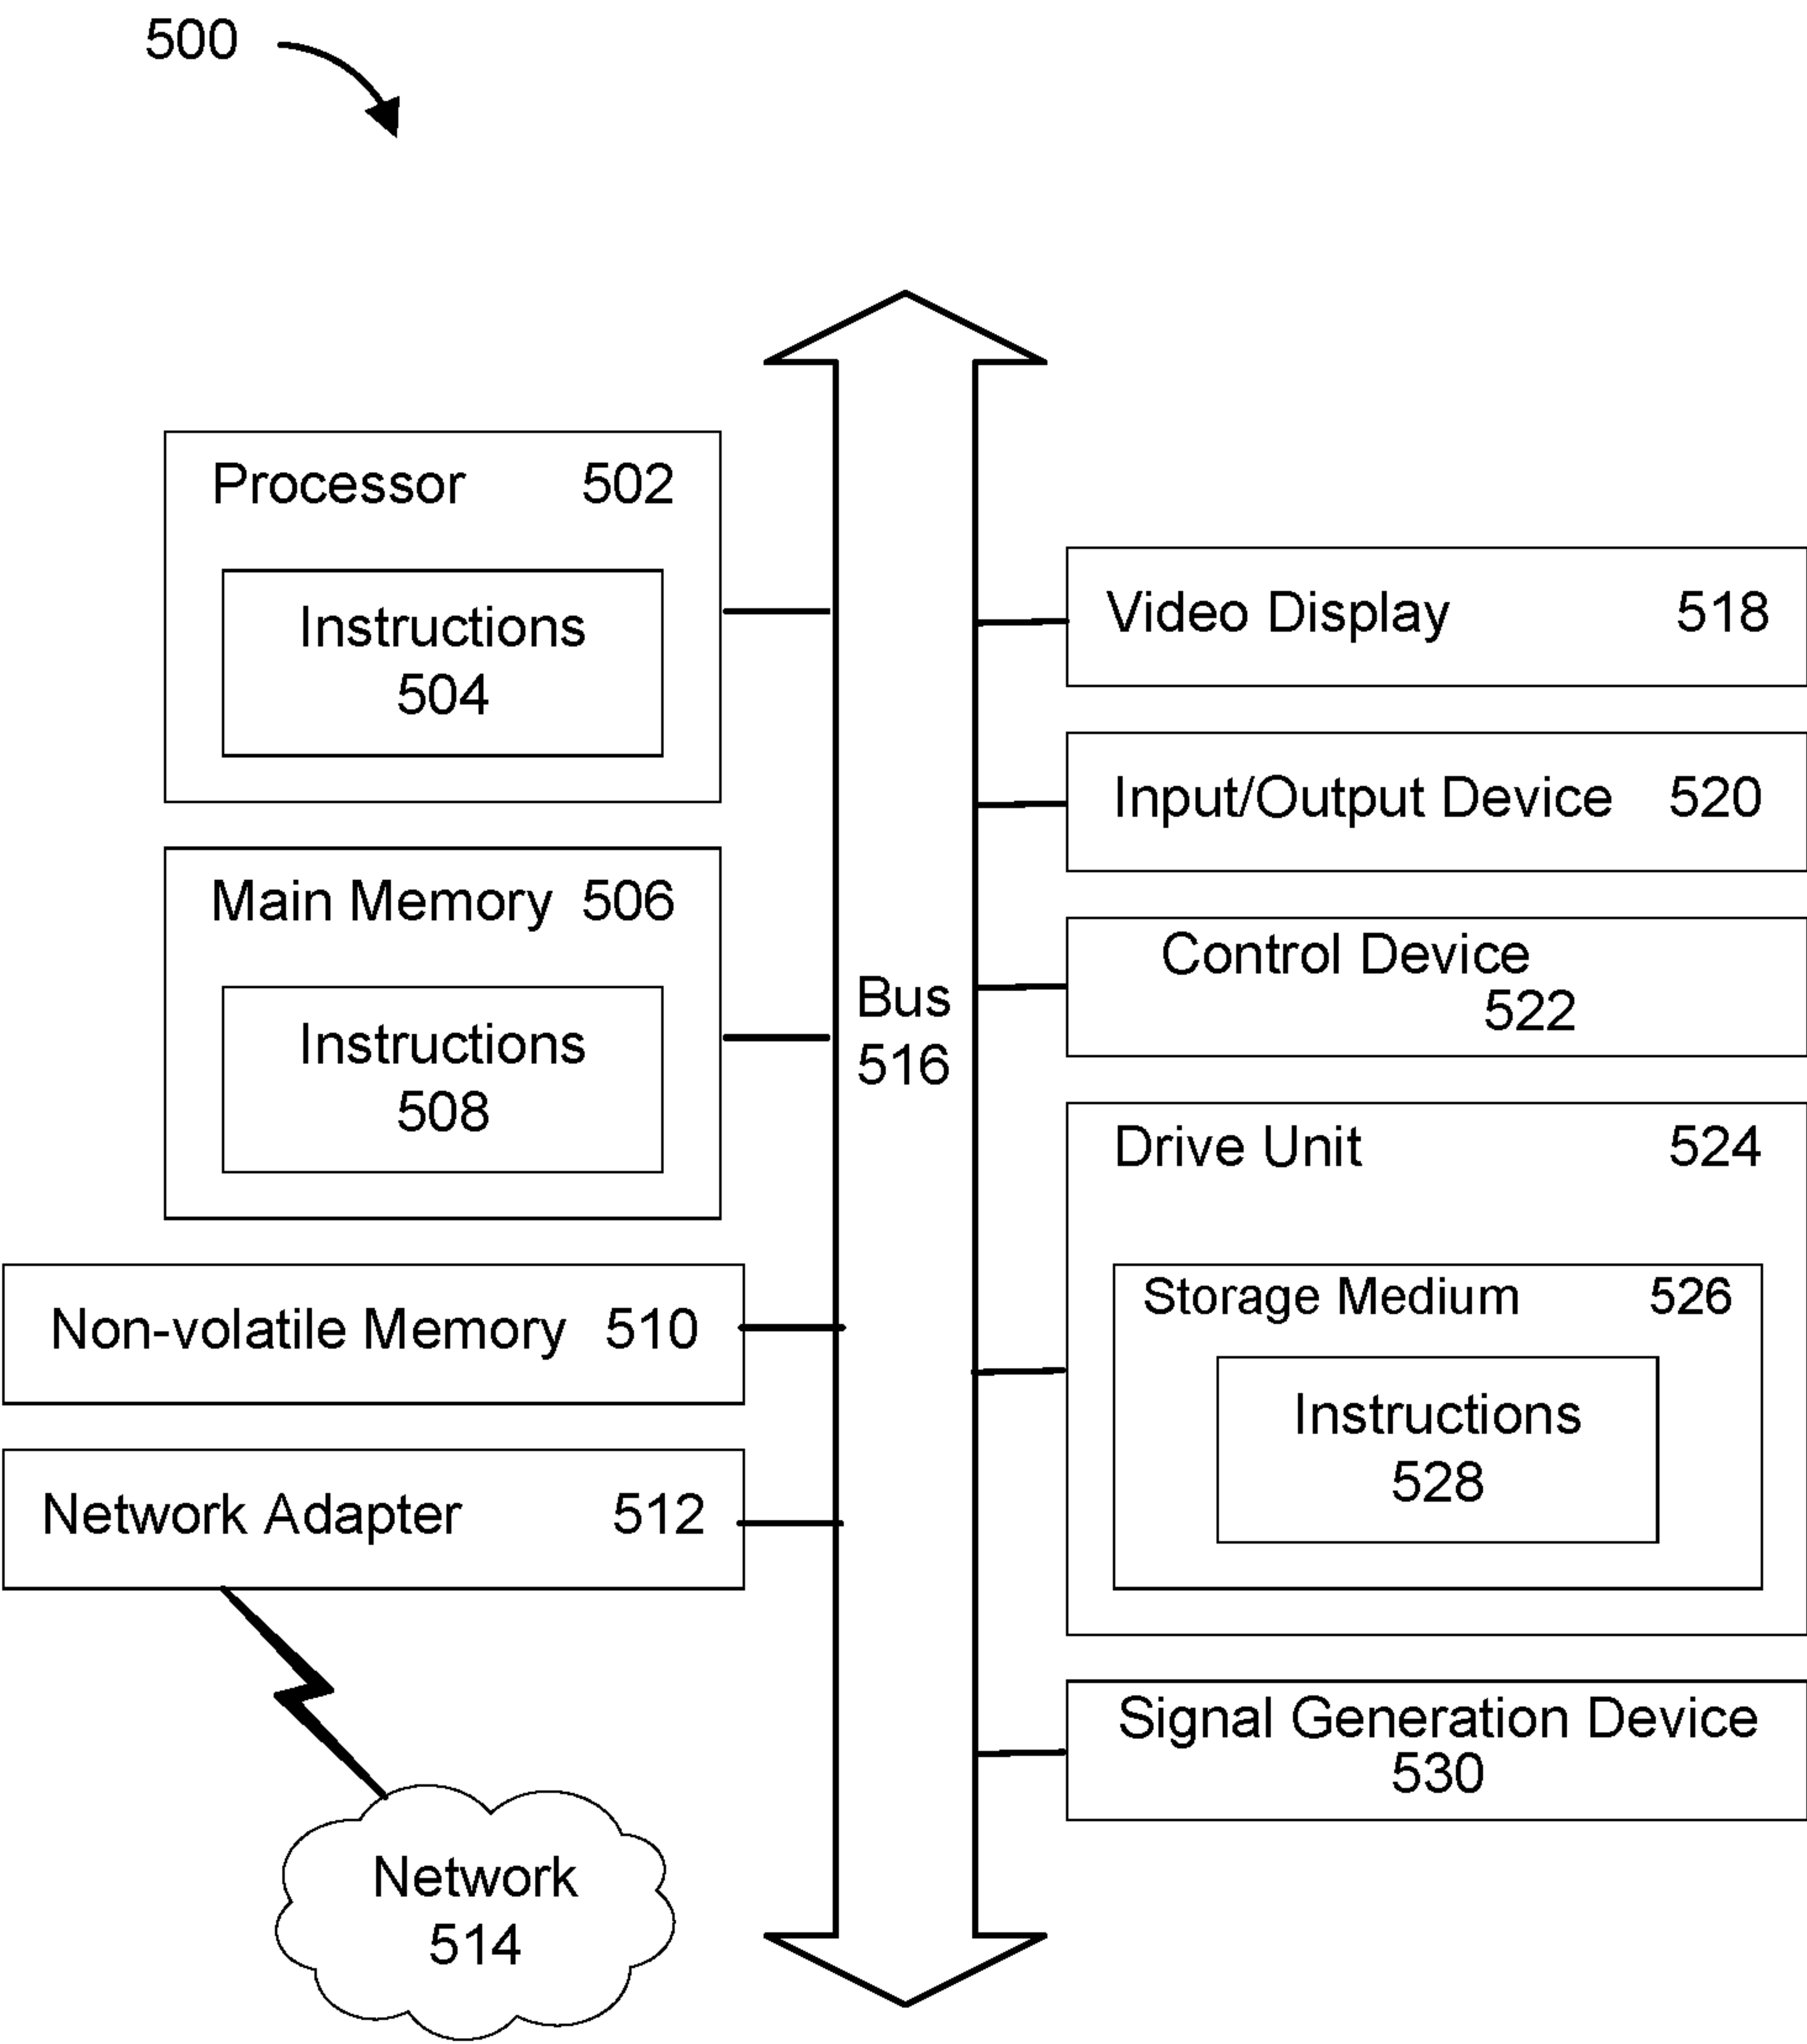 500
Processor 502
Instructions
504
Main Memory 506
Instructions
508
Non-volatile Memory 510
Network Adapter 512
Network
514
Bus
516
Video Display 518
Input/Output Device 520
Control Device
522
Drive Unit 524
Storage Medium 526
Instructions
528
Signal Generation Device
530